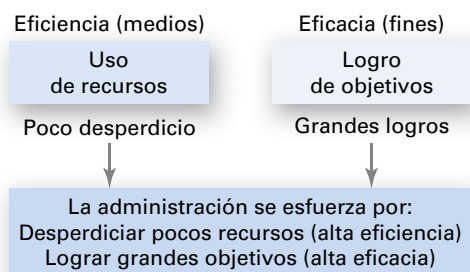 Eficiencia (medios)
Uso
de recursos
Poco desperdicio
Eficacia (fines)
Logro
de objetivos
Grandes logros
La administración se esfuerza por:
Desperdiciar pocos recursos (alta eficiencia)
Lograr grandes objetivos (alta eficacia)